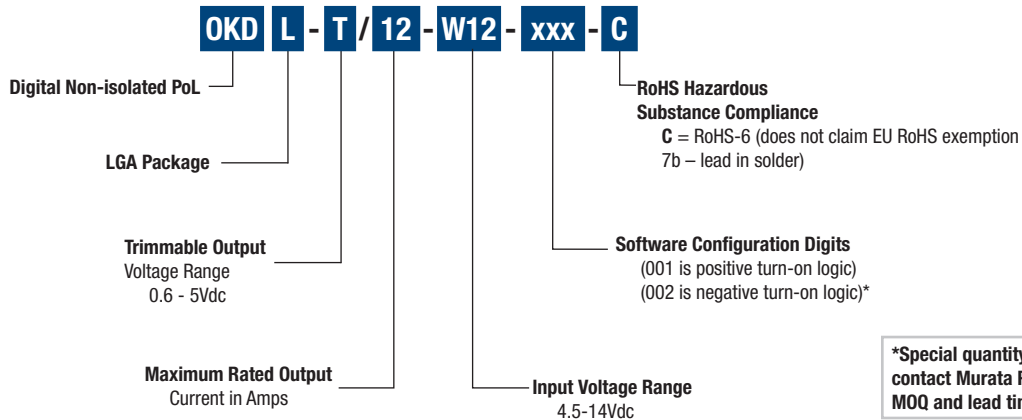 OKD L - T / 12 - W12 - xxx - C
Digital Non-isolated PoL
LGA Package
Trimmable Output
Voltage Range
0.6 - 5Vdc
Maximum Rated Output
Current in Amps
RoHS Hazardous
Substance Compliance
C = RoHS-6 (does not claim EU RoHS exemption
7b – lead in solder)
Software Configuration Digits
(001 is positive turn-on logic)
(002 is negative turn-on logic)*
Input Voltage Range
4.5-14Vdc
*Special quantity
contact Murata
MOQ and lead